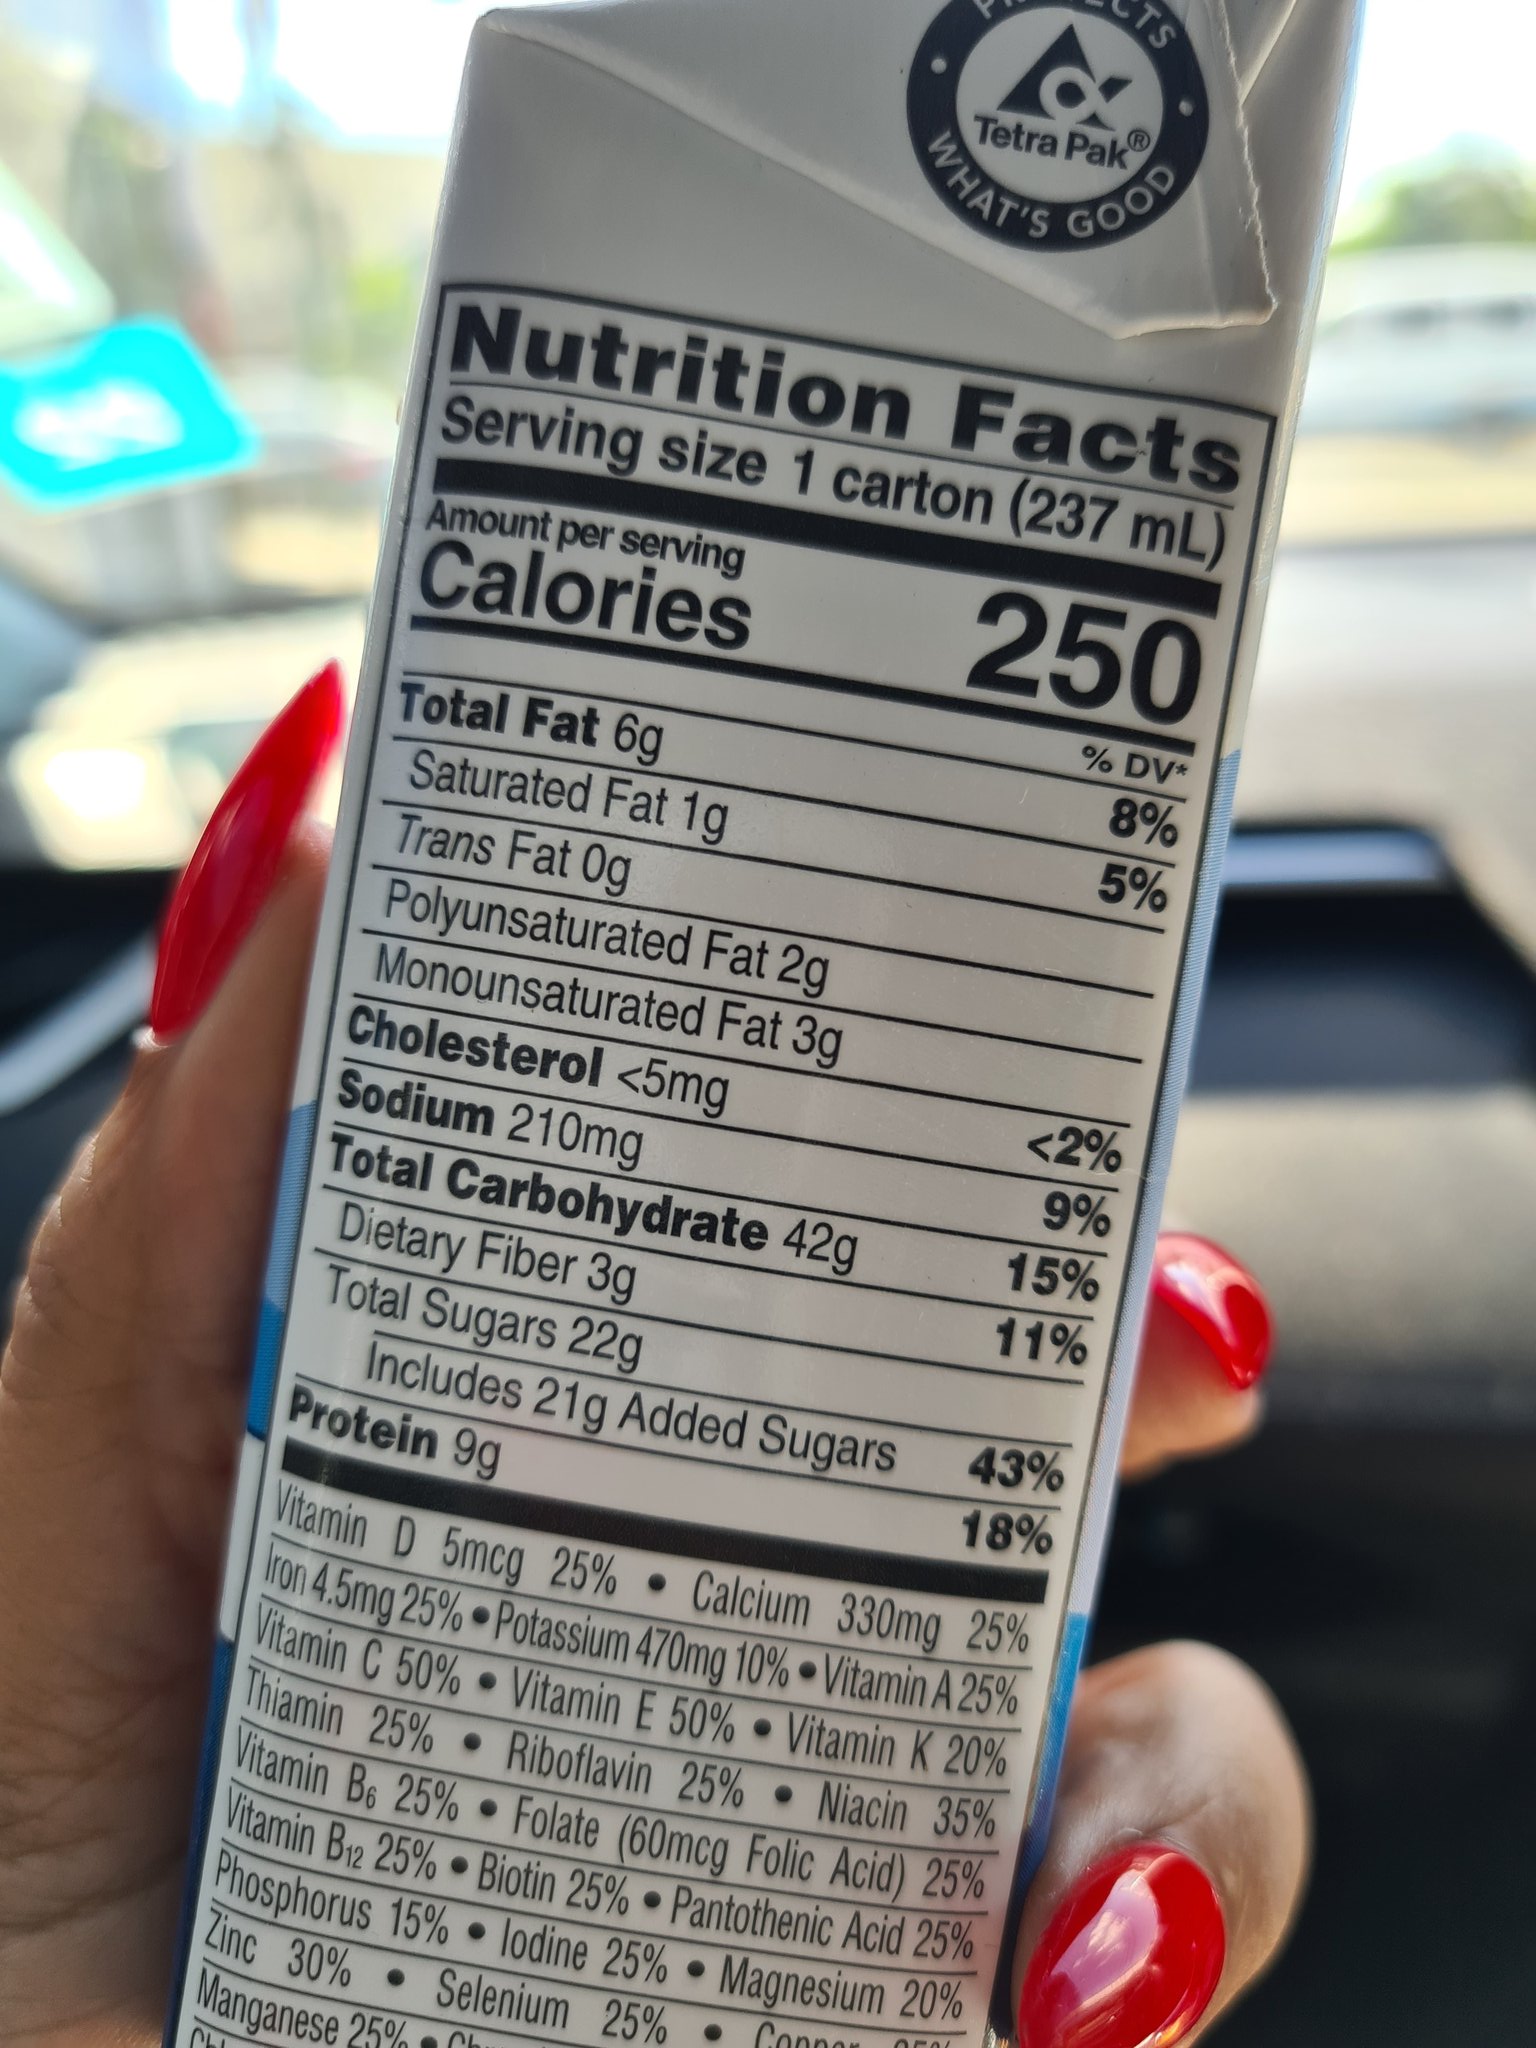 PROTECTS
Tetra Pak®
WHAT'S GOOD
Nutrition Facts
Serving size 1 carton (237 mL)
Amount per serving
Calories 250
% DV*
Total Fat 6g 8%
Saturated Fat 1g 5%
Trans Fat 0g
Polyunsaturated Fat 2g
Monounsaturated Fat 3g
Cholesterol <5mg <2%
Sodium 210mg 9%
Total Carbohydrate 42g 15%
Dietary Fiber 3g 11%
Total Sugars 22g
Includes 21g Added Sugars 43%
Protein 9g 18%
Vitamin D 5mcg 25% • Calcium 330mg 25%
Iron 4.5mg 25% • Potassium 470mg 10% • Vitamin A 25%
Vitamin C 50% • Vitamin E 50% • Vitamin K 20%
Thiamin 25% • Riboflavin 25% • Niacin 35%
Vitamin B6 25% • Folate (60mcg Folic Acid) 25%
Vitamin B12 25% • Biotin 25% • Pantothenic Acid 25%
Phosphorus 15% • Iodine 25% • Magnesium 20%
Zinc 30% • Selenium 25% • Copper 25%
Manganese 25% •